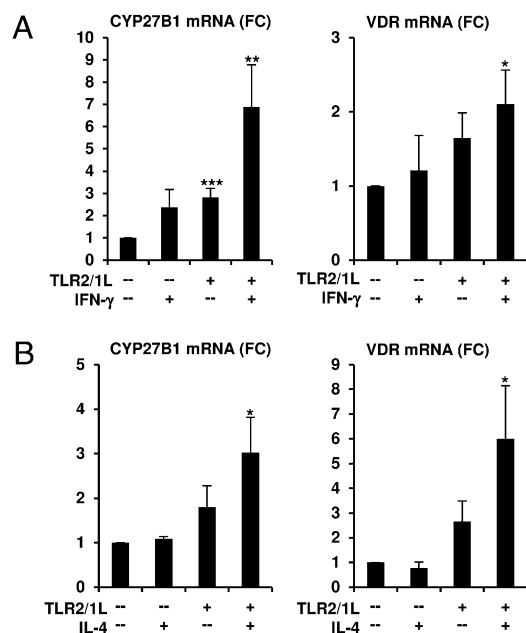 A
CYP27B1 mRNA (FC)
10
9
8
7
6
5
4
3
2
1
0
***
**
TLR2/1L -- -- + +
IFN-γ -- + -- +
VDR mRNA (FC)
3
2
1
0
*
TLR2/1L -- -- + +
IFN-γ -- + -- +
B
CYP27B1 mRNA (FC)
5
4
3
2
1
0
*
TLR2/1L -- -- + +
IL-4 -- + -- +
VDR mRNA (FC)
9
8
7
6
5
4
3
2
1
0
*
TLR2/1L -- -- + +
IL-4 -- + -- +